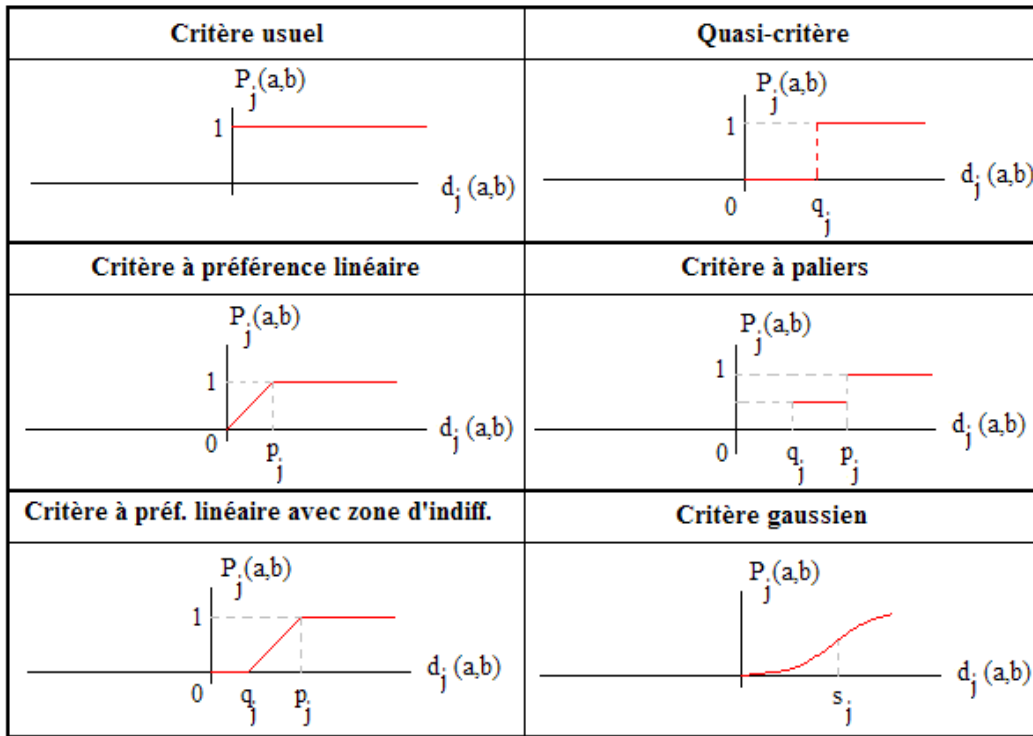 Critère usuel
Quasi-critère
P_j(a,b)
1
d_j (a,b)
P_j(a,b)
1
d_j (a,b)
0
q_j
Critère à préférence linéaire
Critère à paliers
P_j(a,b)
1
d_j (a,b)
0
p_j
P_j(a,b)
1
d_j (a,b)
0
q_j
p_j
Critère à préf. linéaire avec zone d'indiff.
Critère gaussien
P_j(a,b)
1
d_j (a,b)
0
q_j
p_j
P_j(a,b)
d_j (a,b)
s_j